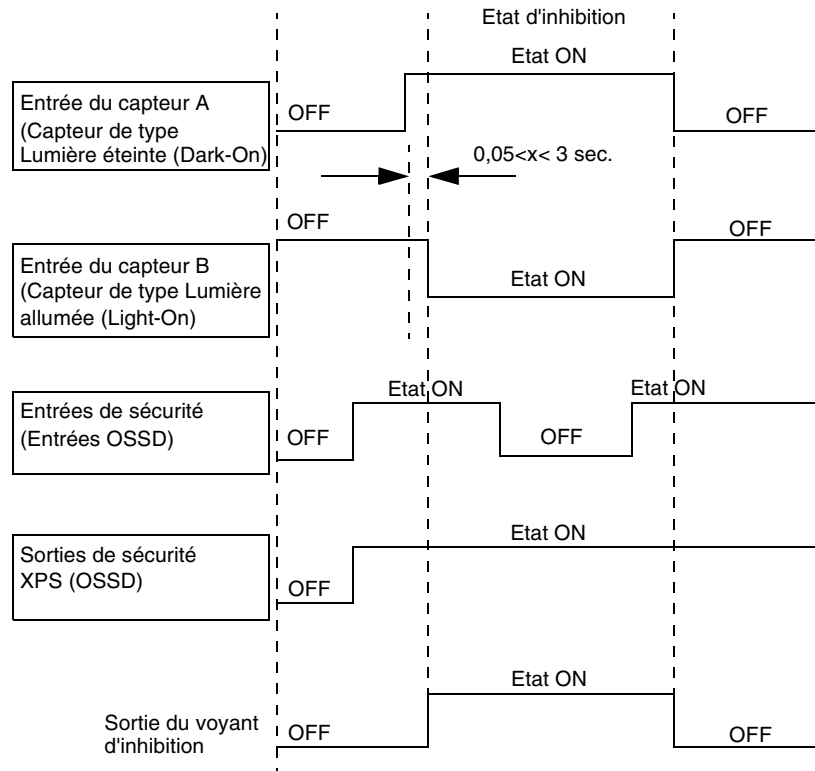 Etat d'inhibition
Etat ON
Entrée du capteur A
(Capteur de type
Lumière éteinte (Dark-On)
OFF
OFF
0,05<x< 3 sec.
OFF
OFF
Entrée du capteur B
(Capteur de type Lumière
allumée (Light-On)
Etat ON
Etat ON
Etat ON
Entrées de sécurité
(Entrées OSSD)
OFF
OFF
Etat ON
Sorties de sécurité
XPS (OSSD)
OFF
Etat ON
Sortie du voyant
d'inhibition
OFF
OFF